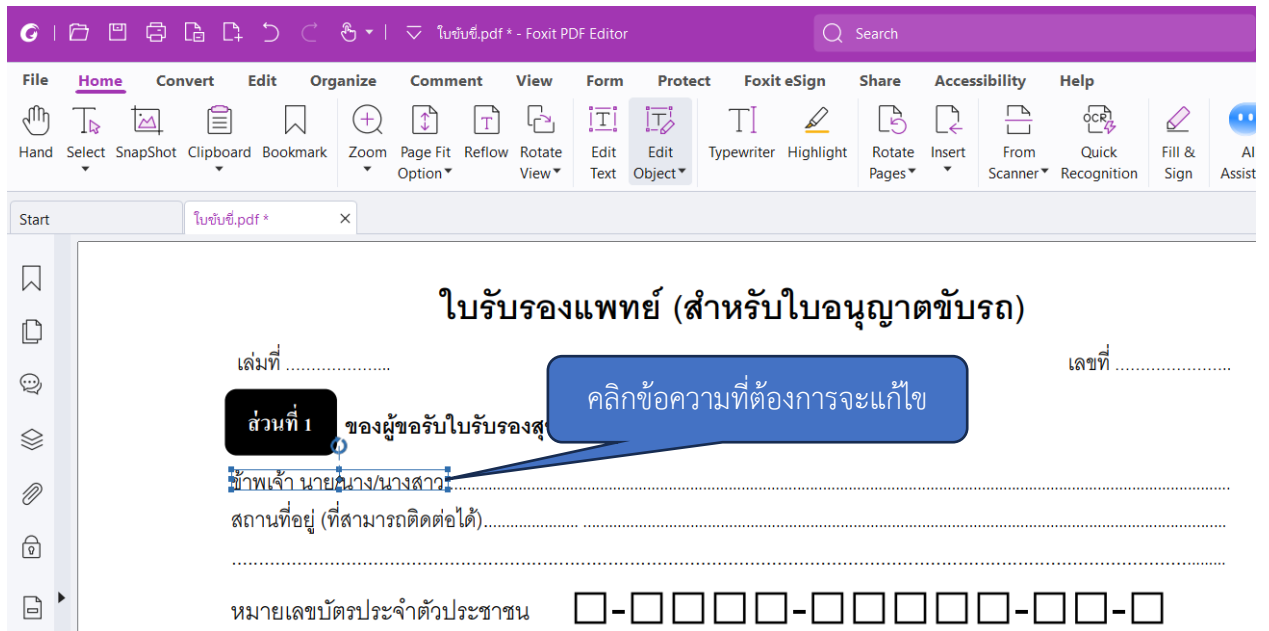 ใบขับขี่.pdf * - Foxit PDF Editor
Search
File Home Convert Edit Organize Comment View Form Protect Foxit eSign Share Accessibility Help
Hand Select SnapShot Clipboard Bookmark Zoom Page Fit Option Reflow Rotate View Edit Text Edit Object Typewriter Highlight Rotate Pages Insert From Scanner Quick Recognition Fill & Sign AI Assist
Start ใบขับขี่.pdf *
ใบรับรองแพทย์ (สำหรับใบอนุญาตขับรถ)
เล่มที่ .................... เลขที่ ......................
คลิกข้อความที่ต้องการจะแก้ไข
ส่วนที่ 1 ของผู้ขอรับใบรับรองสุ
ข้าพเจ้า นาย/นาง/นางสาว................................................................
สถานที่อยู่ (ที่สามารถติดต่อได้)....................... ................................................................
................................................................
หมายเลขบัตรประจำตัวประชาชน